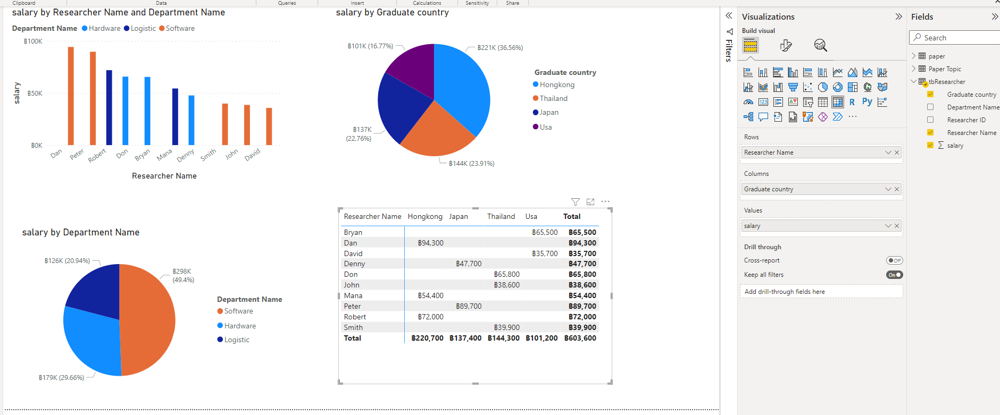 Clipboard
Data
Queries
Insert
Calculations
Sensitivity
Share
salary by Researcher Name and Department Name
Department Name Hardware Logistic Software
฿100K
฿50K
฿0K
salary
Dan Peter Robert Don Bryan Mana Denny Smith John David
Researcher Name
salary by Graduate country
฿101K (16.77%)
฿221K (36.56%)
฿137K
(22.76%)
฿144K (23.91%)
Graduate country
Hongkong
Thailand
Japan
Usa
salary by Department Name
฿126K (20.94%)
฿298K
(49.4%)
฿179K (29.66%)
Department Name
Software
Hardware
Logistic
Researcher Name Hongkong Japan Thailand Usa Total
Bryan ฿65,500 ฿65,500
Dan ฿94,300 ฿94,300
David ฿35,700 ฿35,700
Denny ฿47,700 ฿47,700
Don ฿65,800 ฿65,800
John ฿38,600 ฿38,600
Mana ฿54,400 ฿54,400
Peter ฿89,700 ฿89,700
Robert ฿72,000 ฿72,000
Smith ฿39,900 ฿39,900
Total ฿220,700 ฿137,400 ฿144,300 ฿101,200 ฿603,600
Filters
Visualizations
Build visual
123
R
Py
Rows
Researcher Name
Columns
Graduate country
Values
salary
Drill through
Cross-report Off
Keep all filters On
Add drill-through fields here
Fields
Search
paper
Paper Topic
tbResearcher
Graduate country
Department Name
Researcher ID
Researcher Name
∑ salary